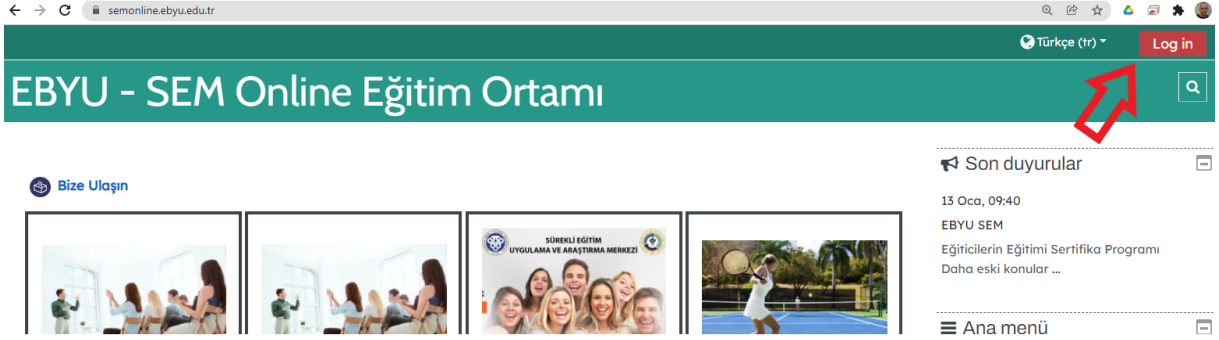 semonline.ebyu.edu.tr
Türkçe (tr)
Log in
EBYU - SEM Online Eğitim Ortamı
Bize Ulaşın
SÜREKLİ EĞİTİM
UYGULAMA VE ARAŞTIRMA MERKEZİ
Son duyurular
13 Oca, 09:40
EBYU SEM
Eğiticilerin Eğitimi Sertifika Programı
Daha eski konular ...
Ana menü